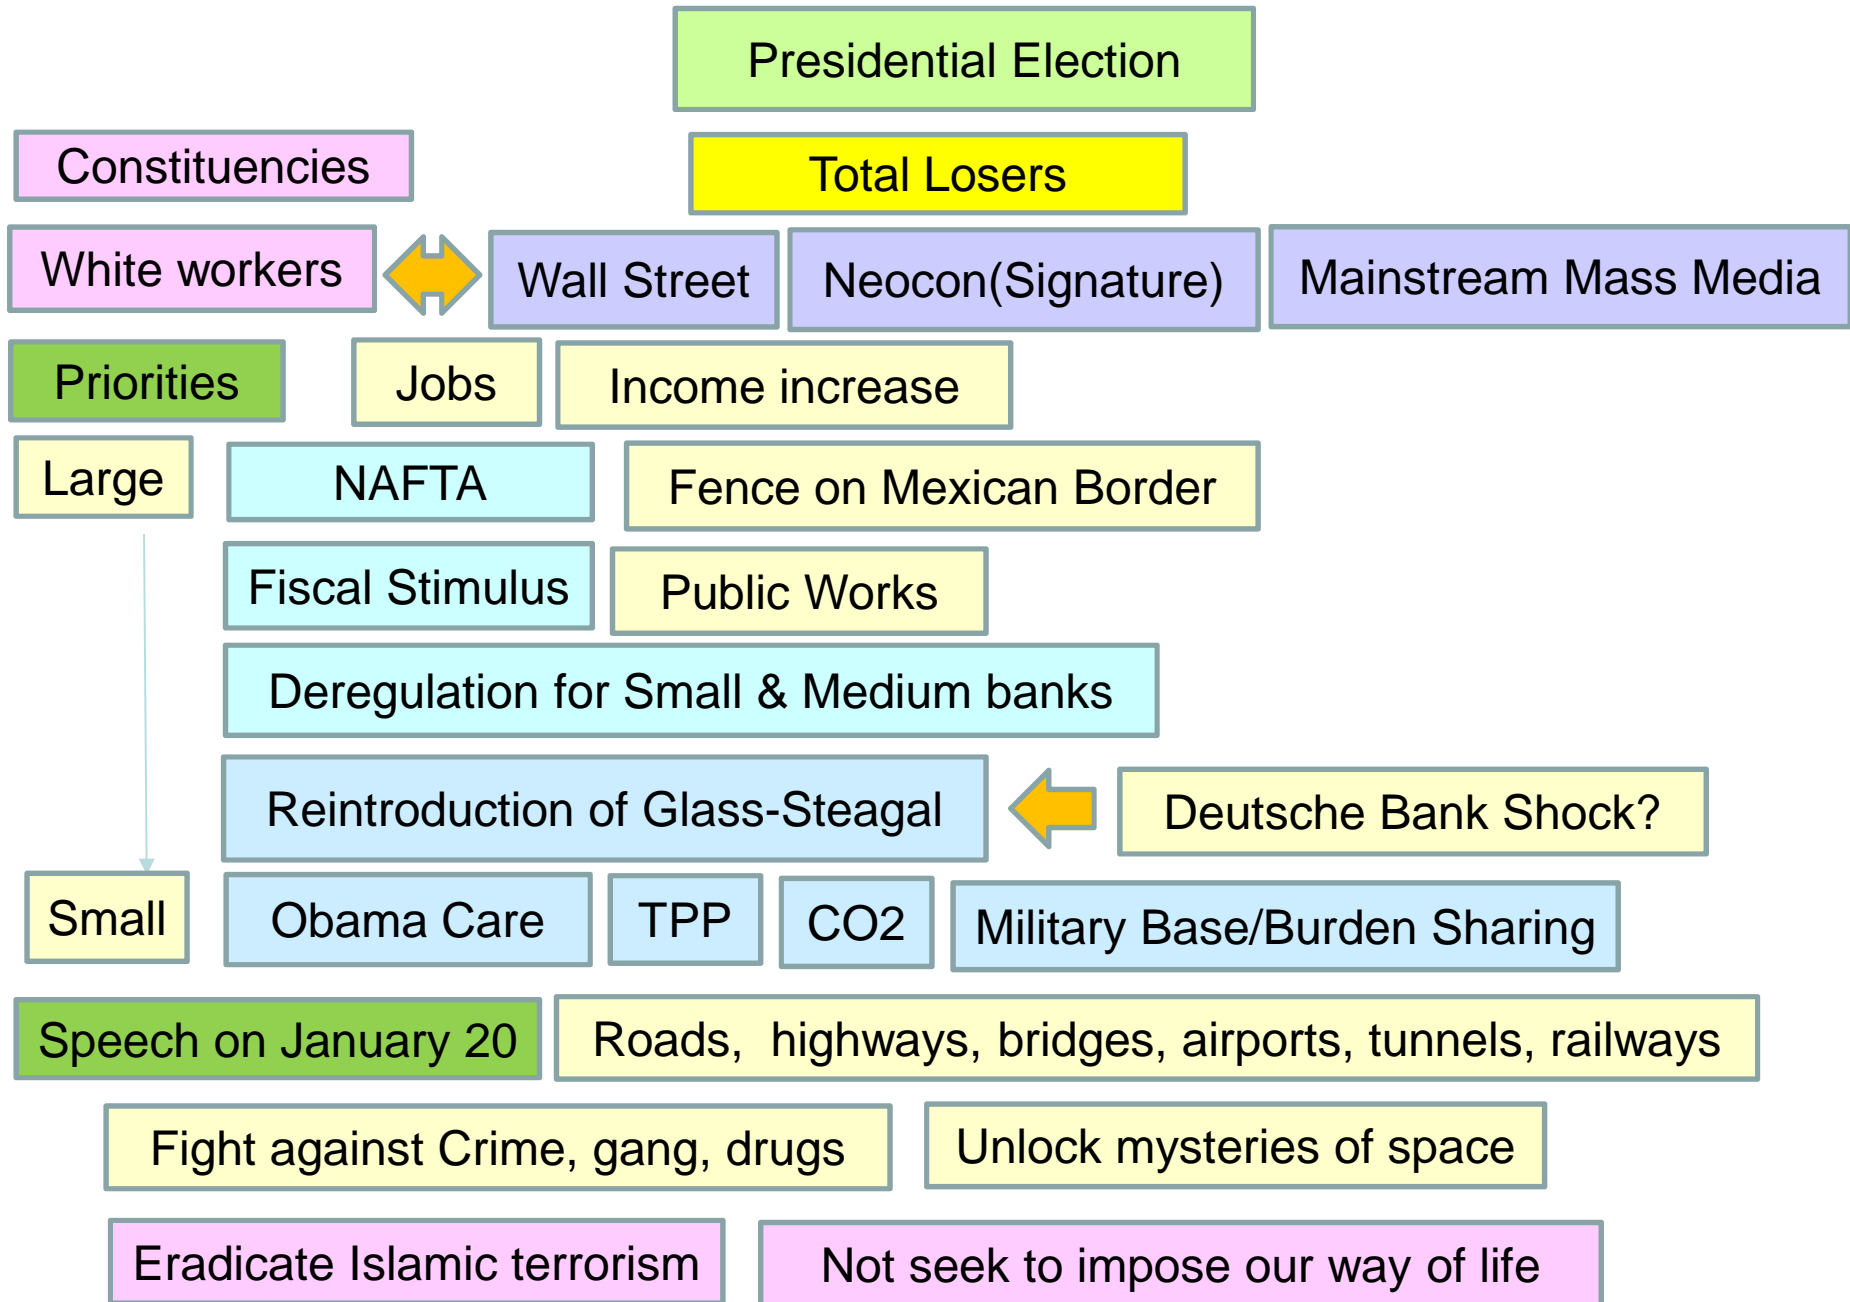 Presidential Election
Constituencies
Total Losers
White workers
Wall Street
Neocon(Signature)
Mainstream Mass Media
Priorities
Jobs
Income increase
Large
NAFTA
Fence on Mexican Border
Fiscal Stimulus
Public Works
Deregulation for Small & Medium banks
Reintroduction of Glass-Steagal
Deutsche Bank Shock?
Small
Obama Care
TPP
CO2
Military Base/Burden Sharing
Speech on January 20
Roads, highways, bridges, airports, tunnels, railways
Fight against Crime, gang, drugs
Unlock mysteries of space
Eradicate Islamic terrorism
Not seek to impose our way of life